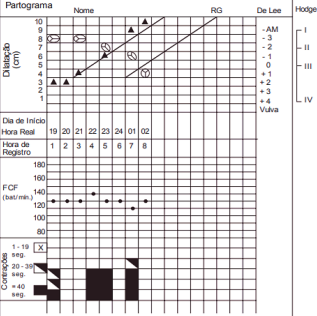 Partograma
Nome RG De Lee Hodge
Dilatação
(cm)
10 - AM
9 I
8 - 3
7 - 2 II
6 - 1
5 0 III
4 + 1
3 + 2
2 + 3
1 + 4 IV
Vulva
Dia de Início
Hora Real 19 20 21 22 23 24 01 02
Hora de
Registro 1 2 3 4 5 6 7 8
FCF
(bat/min.)
180
160
140
120
100
80
Contrações
1 - 19
seg. X
20 - 39
seg.
= 40
seg.